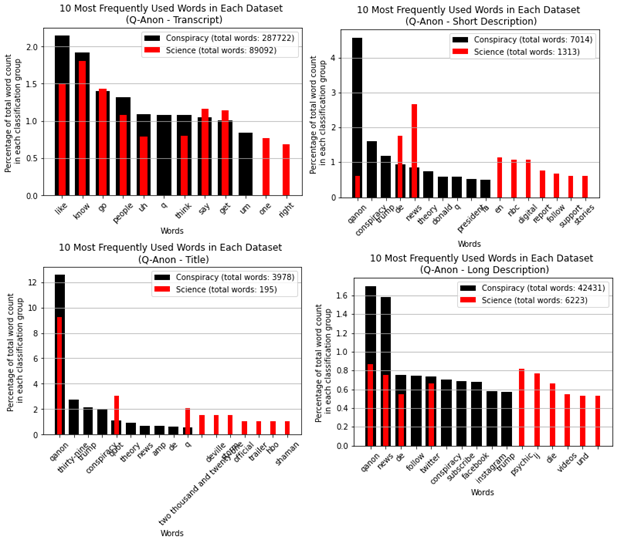 10 Most Frequently Used Words in Each Dataset
(Q-Anon - Transcript)
Percentage of total word count
in each classification group
2.0
1.5
1.0
0.5
0.0
Conspiracy (total words: 287722)
Science (total words: 89092)
like
know
go
people
uh
q
think
say
get
um
one
right
Words
10 Most Frequently Used Words in Each Dataset
(Q-Anon - Short Description)
Percentage of total word count
in each classification group
4
3
2
1
0
Conspiracy (total words: 7014)
Science (total words: 1313)
qanon
conspiracy
trump
de
news
theory
donald
q
president
en
nbc
digital
report
follow
support
stories
Words
10 Most Frequently Used Words in Each Dataset
(Q-Anon - Title)
Percentage of total word count
in each classification group
12
10
8
6
4
2
0
Conspiracy (total words: 3978)
Science (total words: 195)
qanon
thirty-nine
trump
conspiracy
quot
theory
news
amp
de
q
deville
two thousand and twenty-one
official
trailer
hbo
shaman
Words
10 Most Frequently Used Words in Each Dataset
(Q-Anon - Long Description)
Percentage of total word count
in each classification group
1.6
1.4
1.2
1.0
0.8
0.6
0.4
0.2
0.0
Conspiracy (total words: 42431)
Science (total words: 6223)
qanon
news
de
follow
twitter
conspiracy
subscribe
facebook
instagram
trump
psychic
ij
die
videos
und
Words